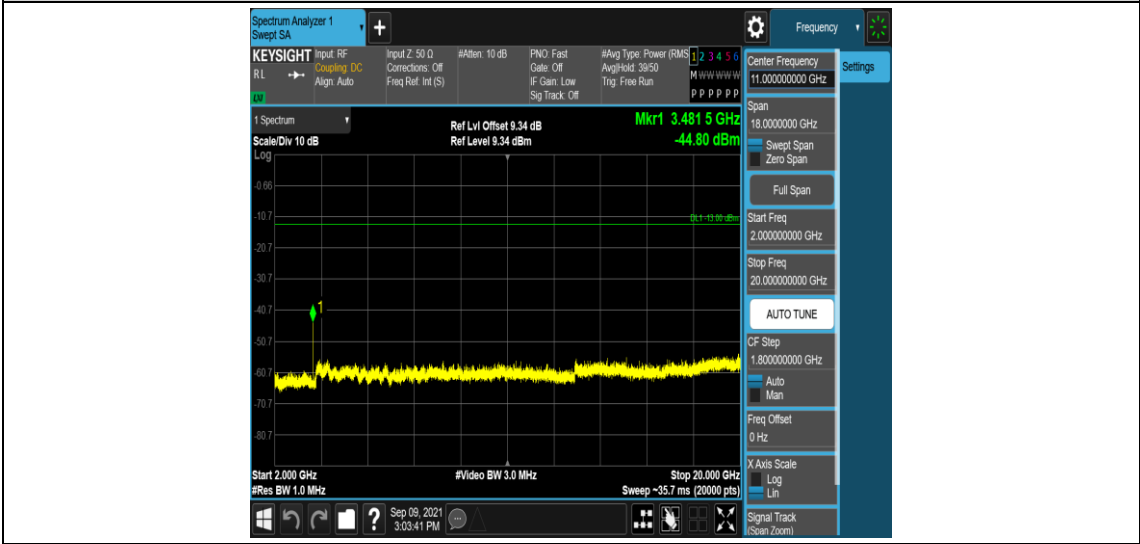 Spectrum Analyzer 1
Swept SA
+
Frequency
KEYSIGHT
RL
LNI
Input: RF
Coupling: DC
Align: Auto
Input Z: 50 Ω
Corrections: Off
Freq Ref: Int (S)
#Atten: 10 dB
PNO: Fast
Gate: Off
IF Gain: Low
Sig Track: Off
#Avg Type: Power (RMS
Avg|Hold: 39/50
Trig: Free Run
1 2 3 4 5 6
M W W W W W
P P P P P P
Center Frequency
11.000000000 GHz
Settings
Span
18.0000000 GHz
Swept Span
Zero Span
Full Span
Start Freq
2.000000000 GHz
Stop Freq
20.000000000 GHz
AUTO TUNE
CF Step
1.800000000 GHz
Auto
Man
Freq Offset
0 Hz
X Axis Scale
Log
Lin
Signal Track
(Span Zoom)
1 Spectrum
Scale/Div 10 dB
Log
Ref Lvl Offset 9.34 dB
Ref Level 9.34 dBm
Mkr1 3.481 5 GHz
-44.80 dBm
-0.66
-10.7
DL1 -13.00 dBm
-20.7
-30.7
-40.7
1
-50.7
-60.7
-70.7
-80.7
Start 2.000 GHz
#Video BW 3.0 MHz
Stop 20.000 GHz
#Res BW 1.0 MHz
Sweep ~35.7 ms (20000 pts)
?
Sep 09, 2021
3:03:41 PM